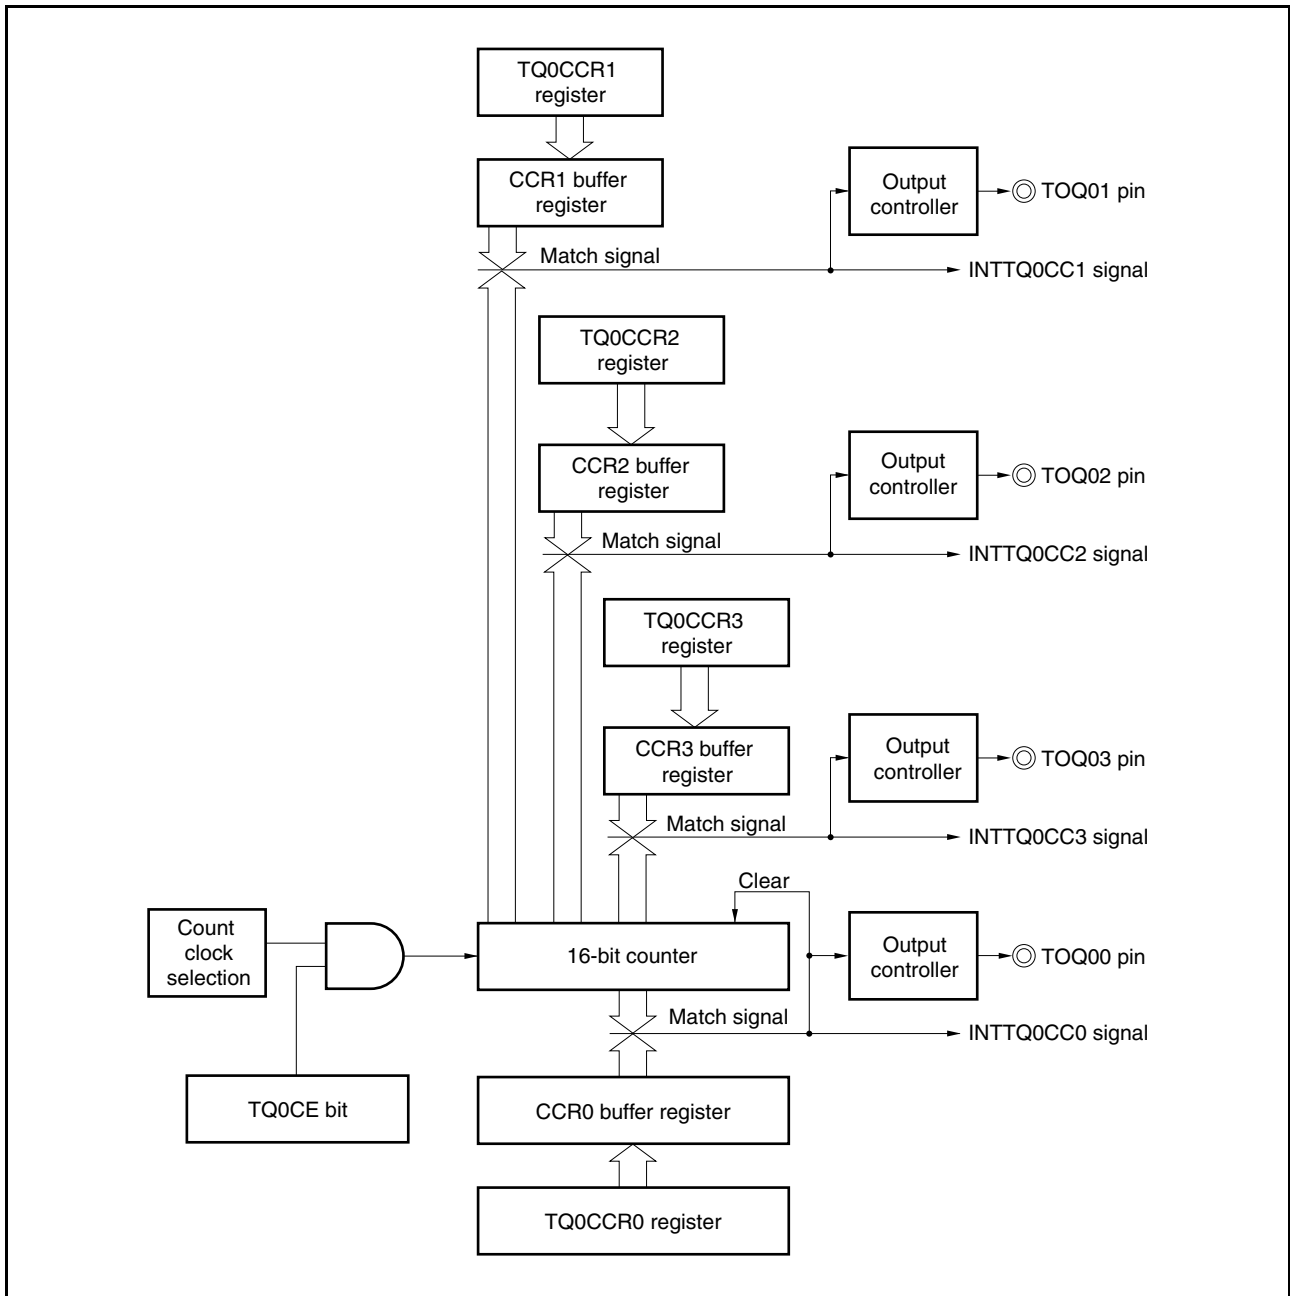 TQ0CCR1
register
CCR1 buffer
register
Output
controller
TOQ01 pin
Match signal
INTTQ0CC1 signal
TQ0CCR2
register
CCR2 buffer
register
Output
controller
TOQ02 pin
Match signal
INTTQ0CC2 signal
TQ0CCR3
register
CCR3 buffer
register
Output
controller
TOQ03 pin
Match signal
INTTQ0CC3 signal
Clear
Count
clock
selection
16-bit counter
Output
controller
TOQ00 pin
Match signal
INTTQ0CC0 signal
TQ0CE bit
CCR0 buffer register
TQ0CCR0 register